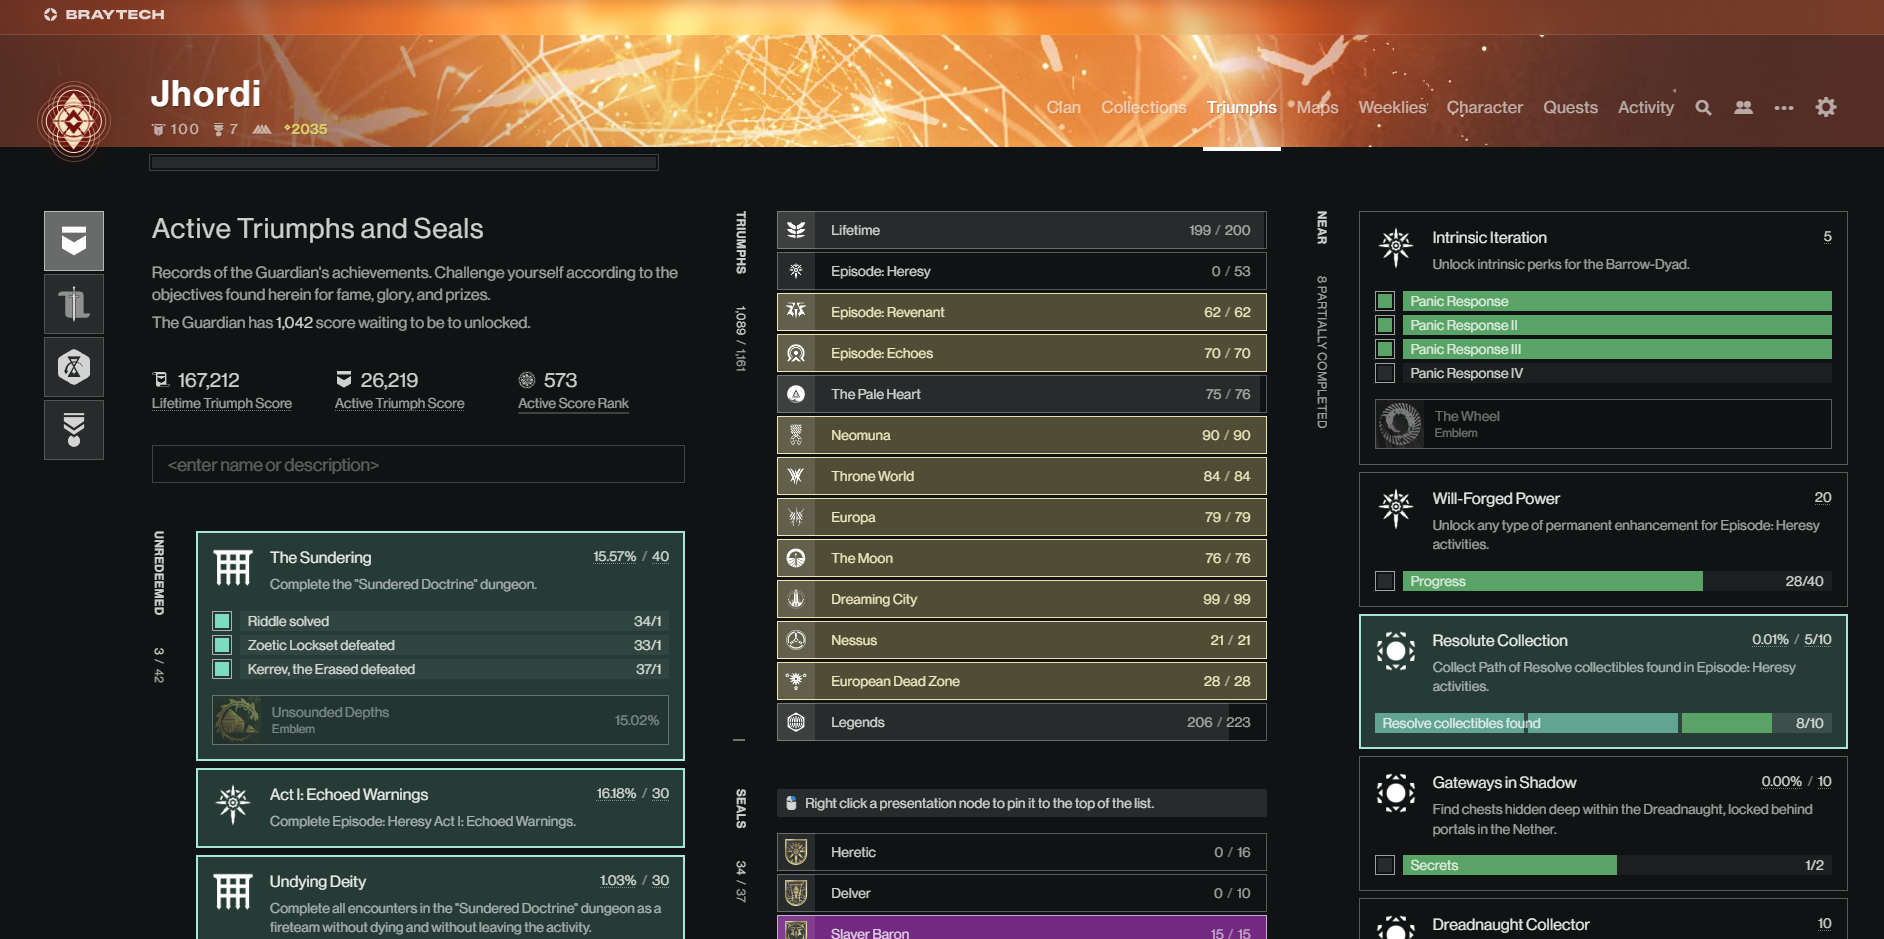 BRAYTECH
Jhordi
100 7 2035
Clan Collections Triumphs Maps Weeklies Character Quests Activity
Active Triumphs and Seals
Records of the Guardian's achievements. Challenge yourself according to the
objectives found herein for fame, glory, and prizes.
The Guardian has 1,042 score waiting to be to unlocked.
167,212
Lifetime Triumph Score
26,219
Active Triumph Score
573
Active Score Rank
<enter name or description>
UNREDEEMED 3 / 42
The Sundering 15.57% / 40
Complete the "Sundered Doctrine" dungeon.
Riddle solved 34/1
Zoetic Lockset defeated 33/1
Kerrev, the Erased defeated 37/1
Unsounded Depths
Emblem
15.02%
Act I: Echoed Warnings 16.18% / 30
Complete Episode: Heresy Act I: Echoed Warnings.
Undying Deity 1.03% / 30
Complete all encounters in the "Sundered Doctrine" dungeon as a
fireteam without dying and without leaving the activity.
TRIUMPHS 1,089 / 1,161
Lifetime 199 / 200
Episode: Heresy 0 / 53
Episode: Revenant 62 / 62
Episode: Echoes 70 / 70
The Pale Heart 75 / 76
Neomuna 90 / 90
Throne World 84 / 84
Europa 79 / 79
The Moon 76 / 76
Dreaming City 99 / 99
Nessus 21 / 21
European Dead Zone 28 / 28
Legends 206 / 223
SEALS 34 / 37
Right click a presentation node to pin it to the top of the list.
Heretic 0 / 16
Delver 0 / 10
Slayer Baron 15 / 15
NEAR 8 PARTIALLY COMPLETED
Intrinsic Iteration 5
Unlock intrinsic perks for the Barrow-Dyad.
Panic Response
Panic Response II
Panic Response III
Panic Response IV
The Wheel
Emblem
Will-Forged Power 20
Unlock any type of permanent enhancement for Episode: Heresy
activities.
Progress 28/40
Resolute Collection 0.01% / 5/10
Collect Path of Resolve collectibles found in Episode: Heresy
activities.
Resolve collectibles found 8/10
Gateways in Shadow 0.00% / 10
Find chests hidden deep within the Dreadnaught, locked behind
portals in the Nether.
Secrets 1/2
Dreadnaught Collector 10